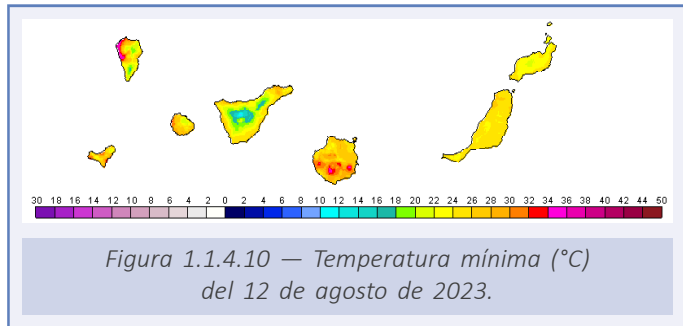 30 18 16 14 12 10 8 6 4 2 0 2 4 6 8 10 12 14 16 18 20 22 24 26 28 30 32 34 36 38 40 42 44 50
Figura 1.1.4.10 — Temperatura mínima (°C)
del 12 de agosto de 2023.